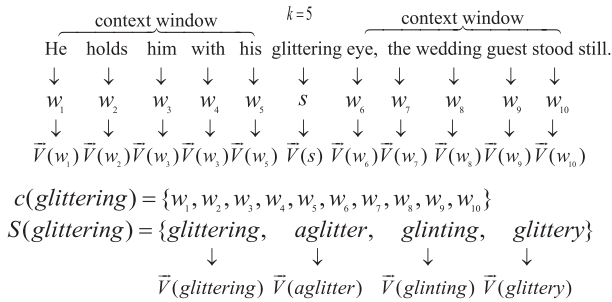 k=5
context window context window
He holds him with his glittering eye, the wedding guest stood still.
↓ ↓ ↓ ↓ ↓ ↓ ↓ ↓ ↓ ↓ ↓
w₁ w₂ w₃ w₄ w₅ s w₆ w₇ w₈ w₉ w₁₀
↓ ↓ ↓ ↓ ↓ ↓ ↓ ↓ ↓ ↓ ↓
V⃗(w₁) V⃗(w₂) V⃗(w₃) V⃗(w₃) V⃗(w₅) V⃗(s) V⃗(w₆) V⃗(w₇) V⃗(w₈) V⃗(w₉) V⃗(w₁₀)
c(glittering) = {w₁, w₂, w₃, w₄, w₅, w₆, w₇, w₈, w₉, w₁₀}
S(glittering) = {glittering, aglitter, glinting, glittery}
↓ ↓ ↓ ↓
V⃗(glittering) V⃗(aglitter) V⃗(glinting) V⃗(glittery)